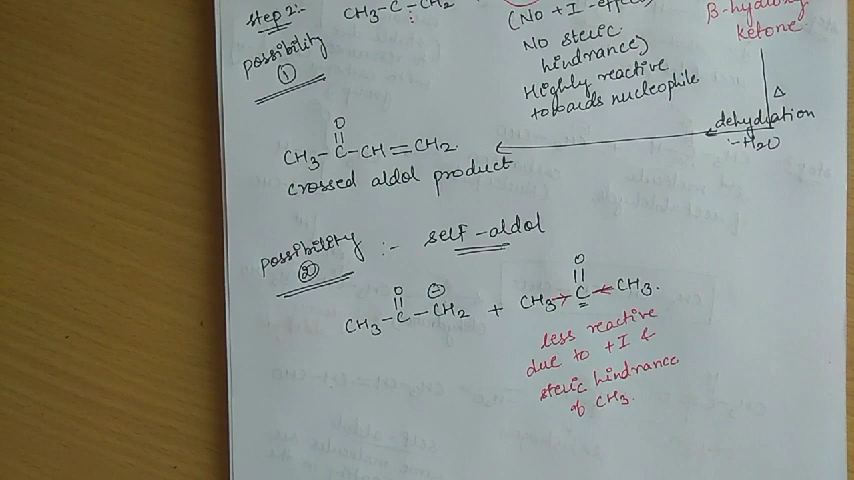 step 2:-
CH3-C-CH2
(No +I-effect)
NO steric
hindrance)
Highly reactive
towards nucleophile
β-hydroxy
ketone
possibility
①
Δ
dehydration
:-H2O
O
||
CH3-C-CH=CH2.
crossed aldol product
possibility :- self-aldol
②
O ⊖ O
|| ||
CH3-C-CH2 + CH3→C←CH3.
less reactive
due to +I &
steric hindrance
of CH3.